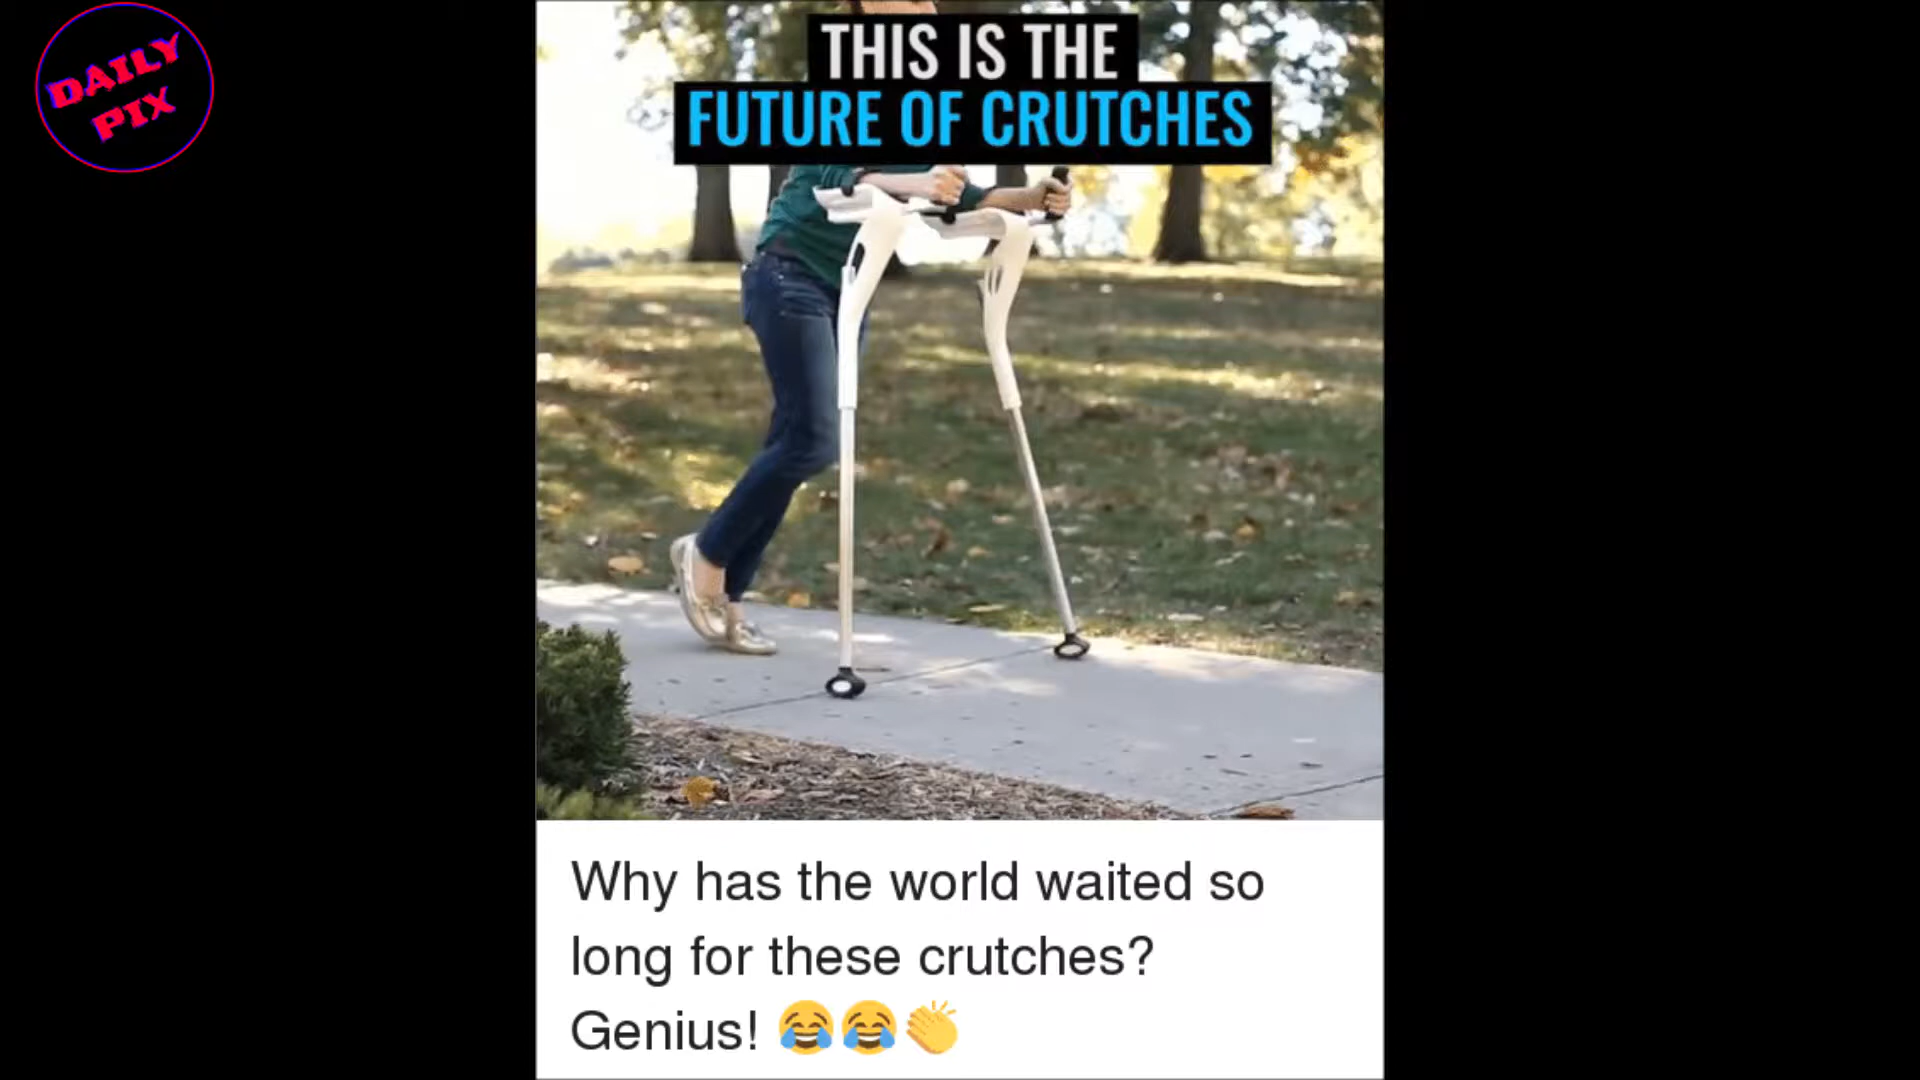 DAILY
PIX
THIS IS THE
FUTURE OF CRUTCHES
Why has the world waited so
long for these crutches?
Genius! 😂😂👏